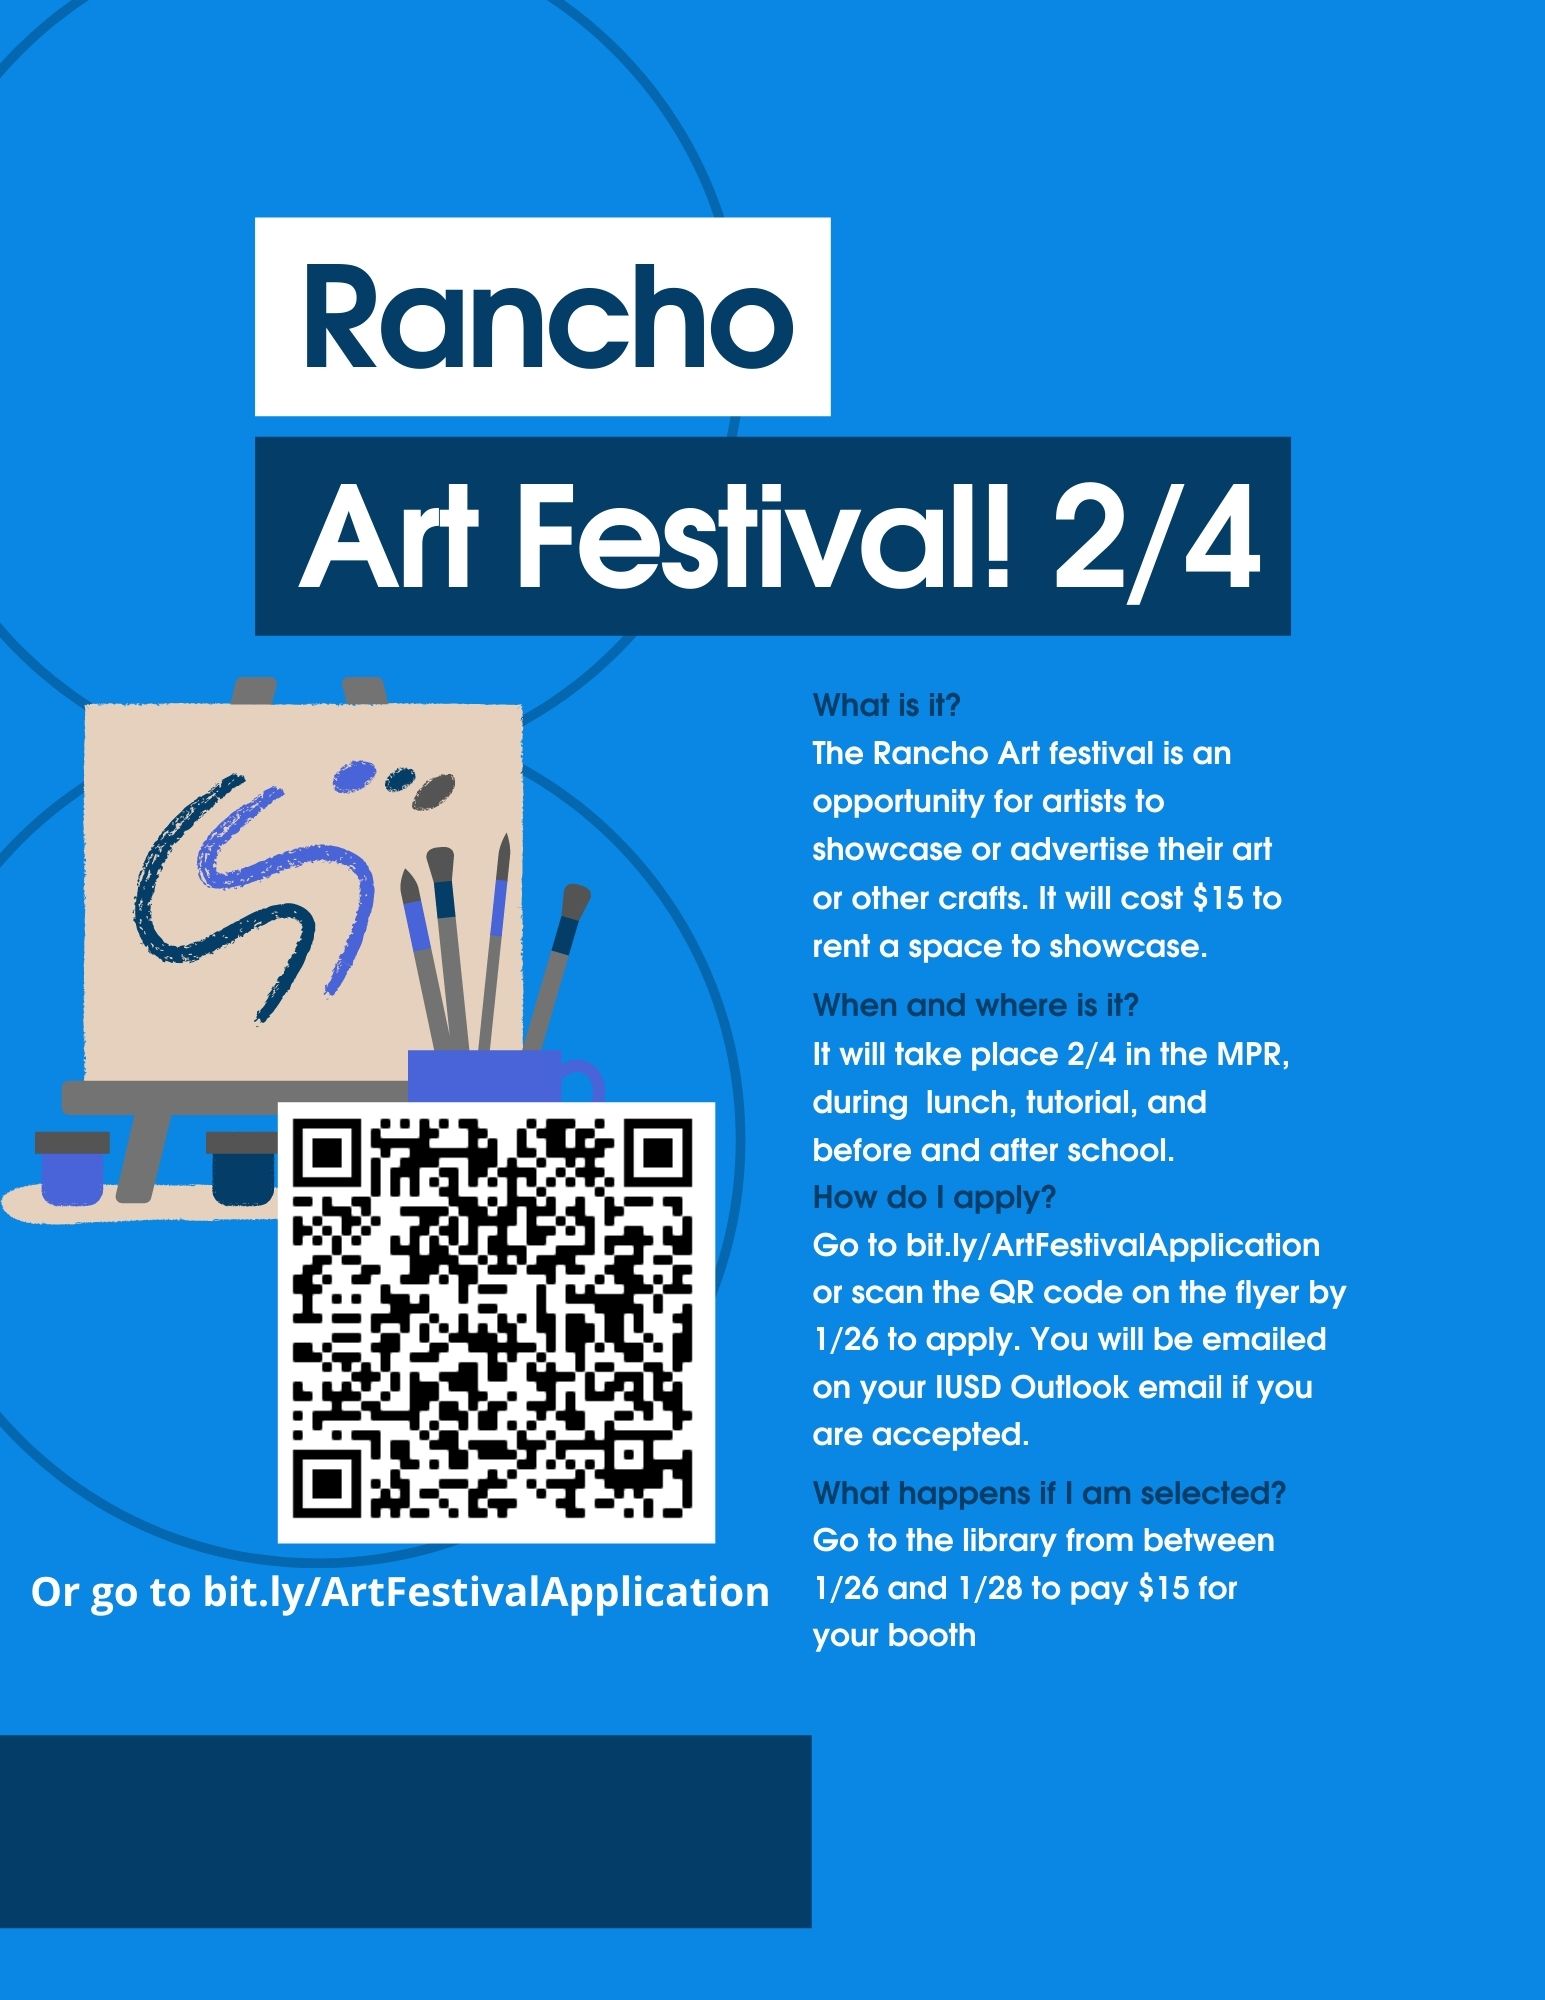 Rancho
Art Festival! 2/4
What is it?
The Rancho Art festival is an
opportunity for artists to
showcase or advertise their art
or other crafts. It will cost $15 to
rent a space to showcase.
When and where is it?
It will take place 2/4 in the MPR,
during  lunch, tutorial, and
before and after school.
How do I apply?
Go to bit.ly/ArtFestivalApplication
or scan the QR code on the flyer by
1/26 to apply. You will be emailed
on your IUSD Outlook email if you
are accepted.
What happens if I am selected?
Go to the library from between
1/26 and 1/28 to pay $15 for
your booth
Or go to bit.ly/ArtFestivalApplication